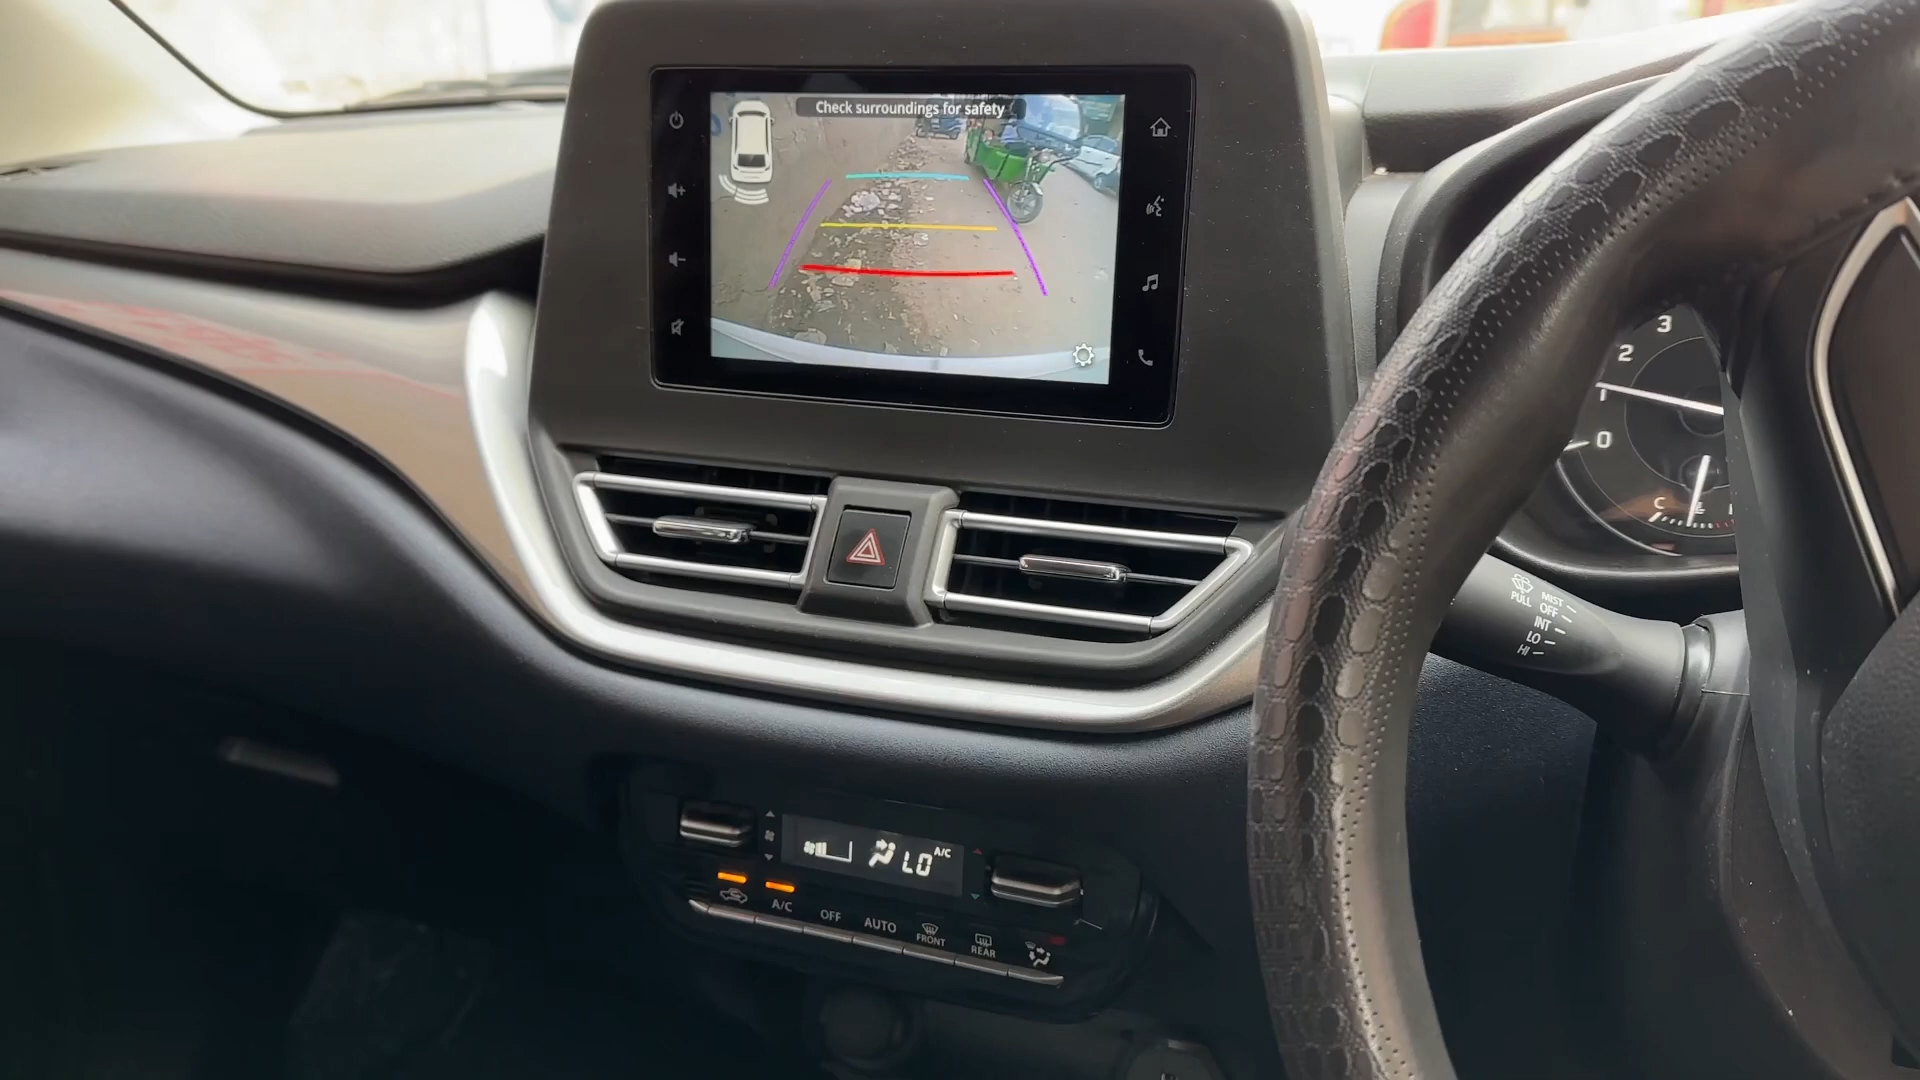 Check surroundings for safety
3
2
1
0
C
PULL
MIST
OFF
INT
LO
HI
A/C
LO
A/C
OFF
AUTO
FRONT
REAR